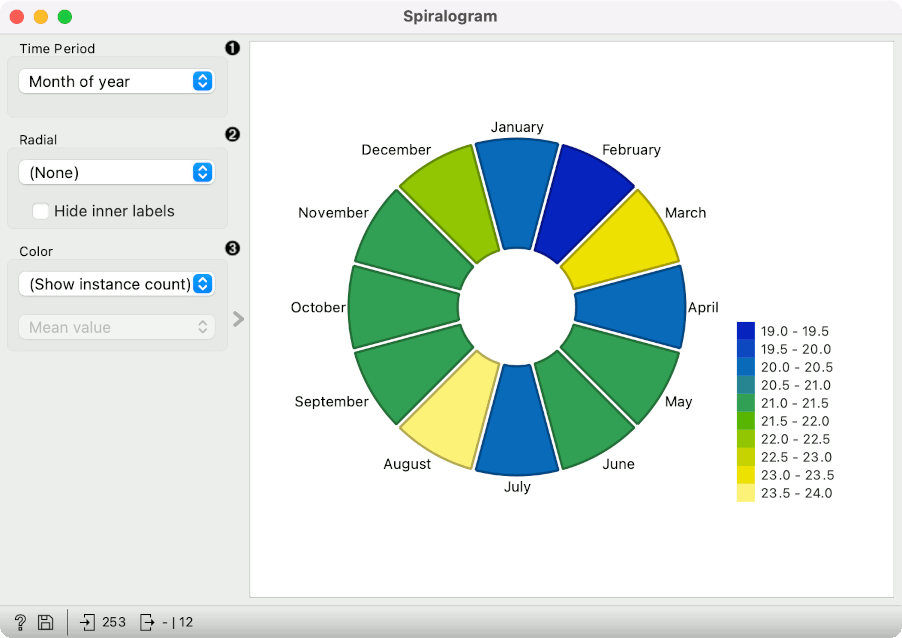 Spiralogram
Time Period
❶
Month of year
Radial
❷
(None)
Hide inner labels
Color
❸
(Show instance count)
Mean value
January
February
March
April
May
June
July
August
September
October
November
December
19.0 - 19.5
19.5 - 20.0
20.0 - 20.5
20.5 - 21.0
21.0 - 21.5
21.5 - 22.0
22.0 - 22.5
22.5 - 23.0
23.0 - 23.5
23.5 - 24.0
? 253 - | 12